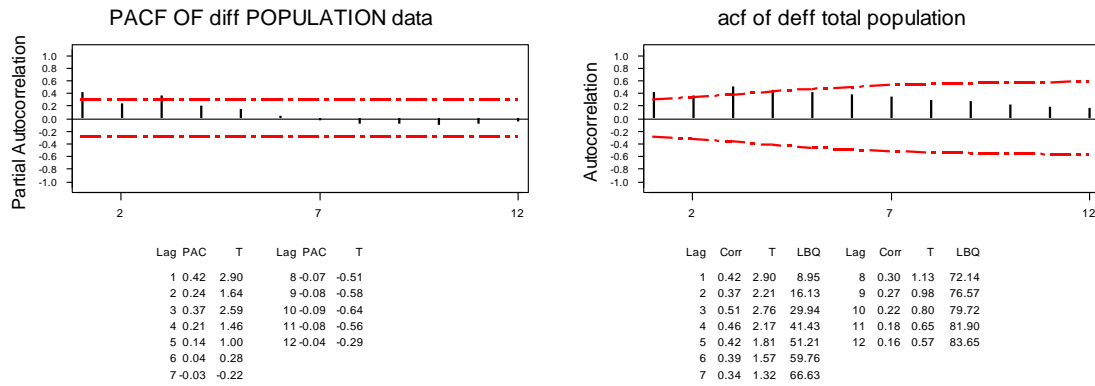 PACF OF diff POPULATION data
Partial Autocorrelation
1.0
0.8
0.6
0.4
0.2
0.0
-0.2
-0.4
-0.6
-0.8
-1.0
2 7 12
Lag PAC T Lag PAC T
1 0.42 2.90 8 -0.07 -0.51
2 0.24 1.64 9 -0.08 -0.58
3 0.37 2.59 10 -0.09 -0.64
4 0.21 1.46 11 -0.08 -0.56
5 0.14 1.00 12 -0.04 -0.29
6 0.04 0.28
7 -0.03 -0.22
acf of deff total population
Autocorrelation
1.0
0.8
0.6
0.4
0.2
0.0
-0.2
-0.4
-0.6
-0.8
-1.0
2 7 12
Lag Corr T LBQ Lag Corr T LBQ
1 0.42 2.90 8.95 8 0.30 1.13 72.14
2 0.37 2.21 16.13 9 0.27 0.98 76.57
3 0.51 2.76 29.94 10 0.22 0.80 79.72
4 0.46 2.17 41.43 11 0.18 0.65 81.90
5 0.42 1.81 51.21 12 0.16 0.57 83.65
6 0.39 1.57 59.76
7 0.34 1.32 66.63